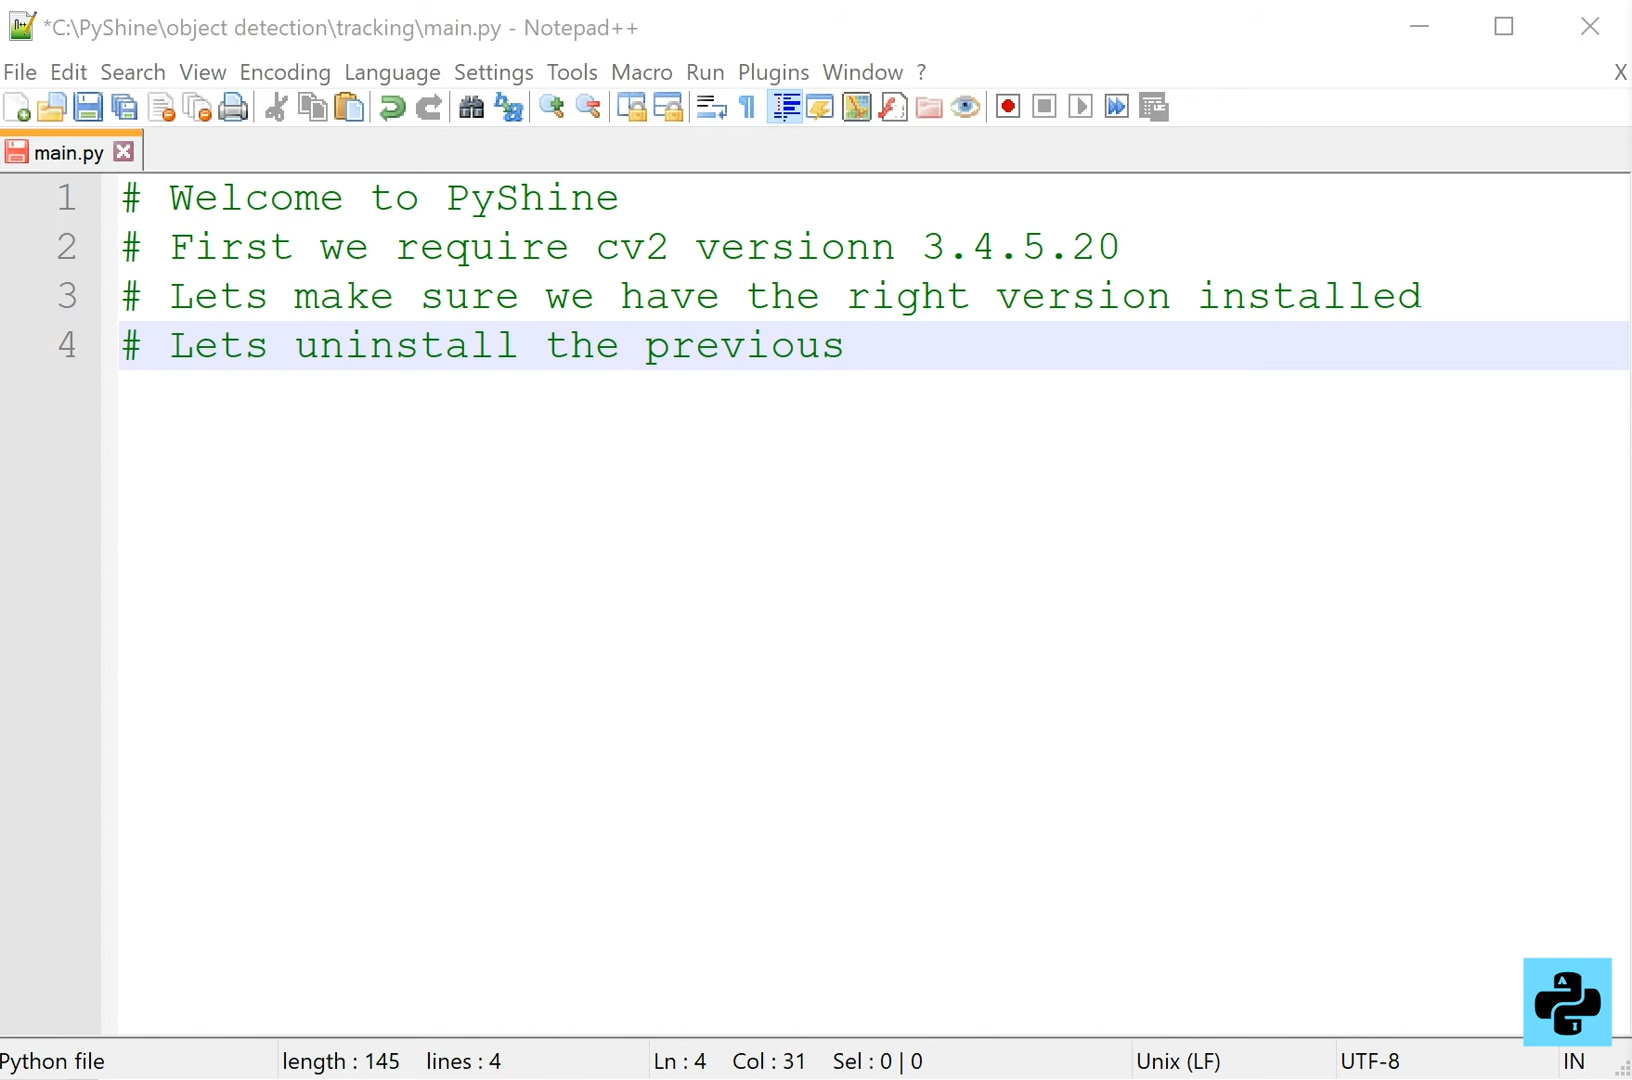 *C:\PyShine\object detection\tracking\main.py - Notepad++
File Edit Search View Encoding Language Settings Tools Macro Run Plugins Window ? X
main.py
1 # Welcome to PyShine
2 # First we require cv2 versionn 3.4.5.20
3 # Lets make sure we have the right version installed
4 # Lets uninstall the previous
A
I
Python file length : 145 lines : 4 Ln : 4 Col : 31 Sel : 0 | 0 Unix (LF) UTF-8 IN